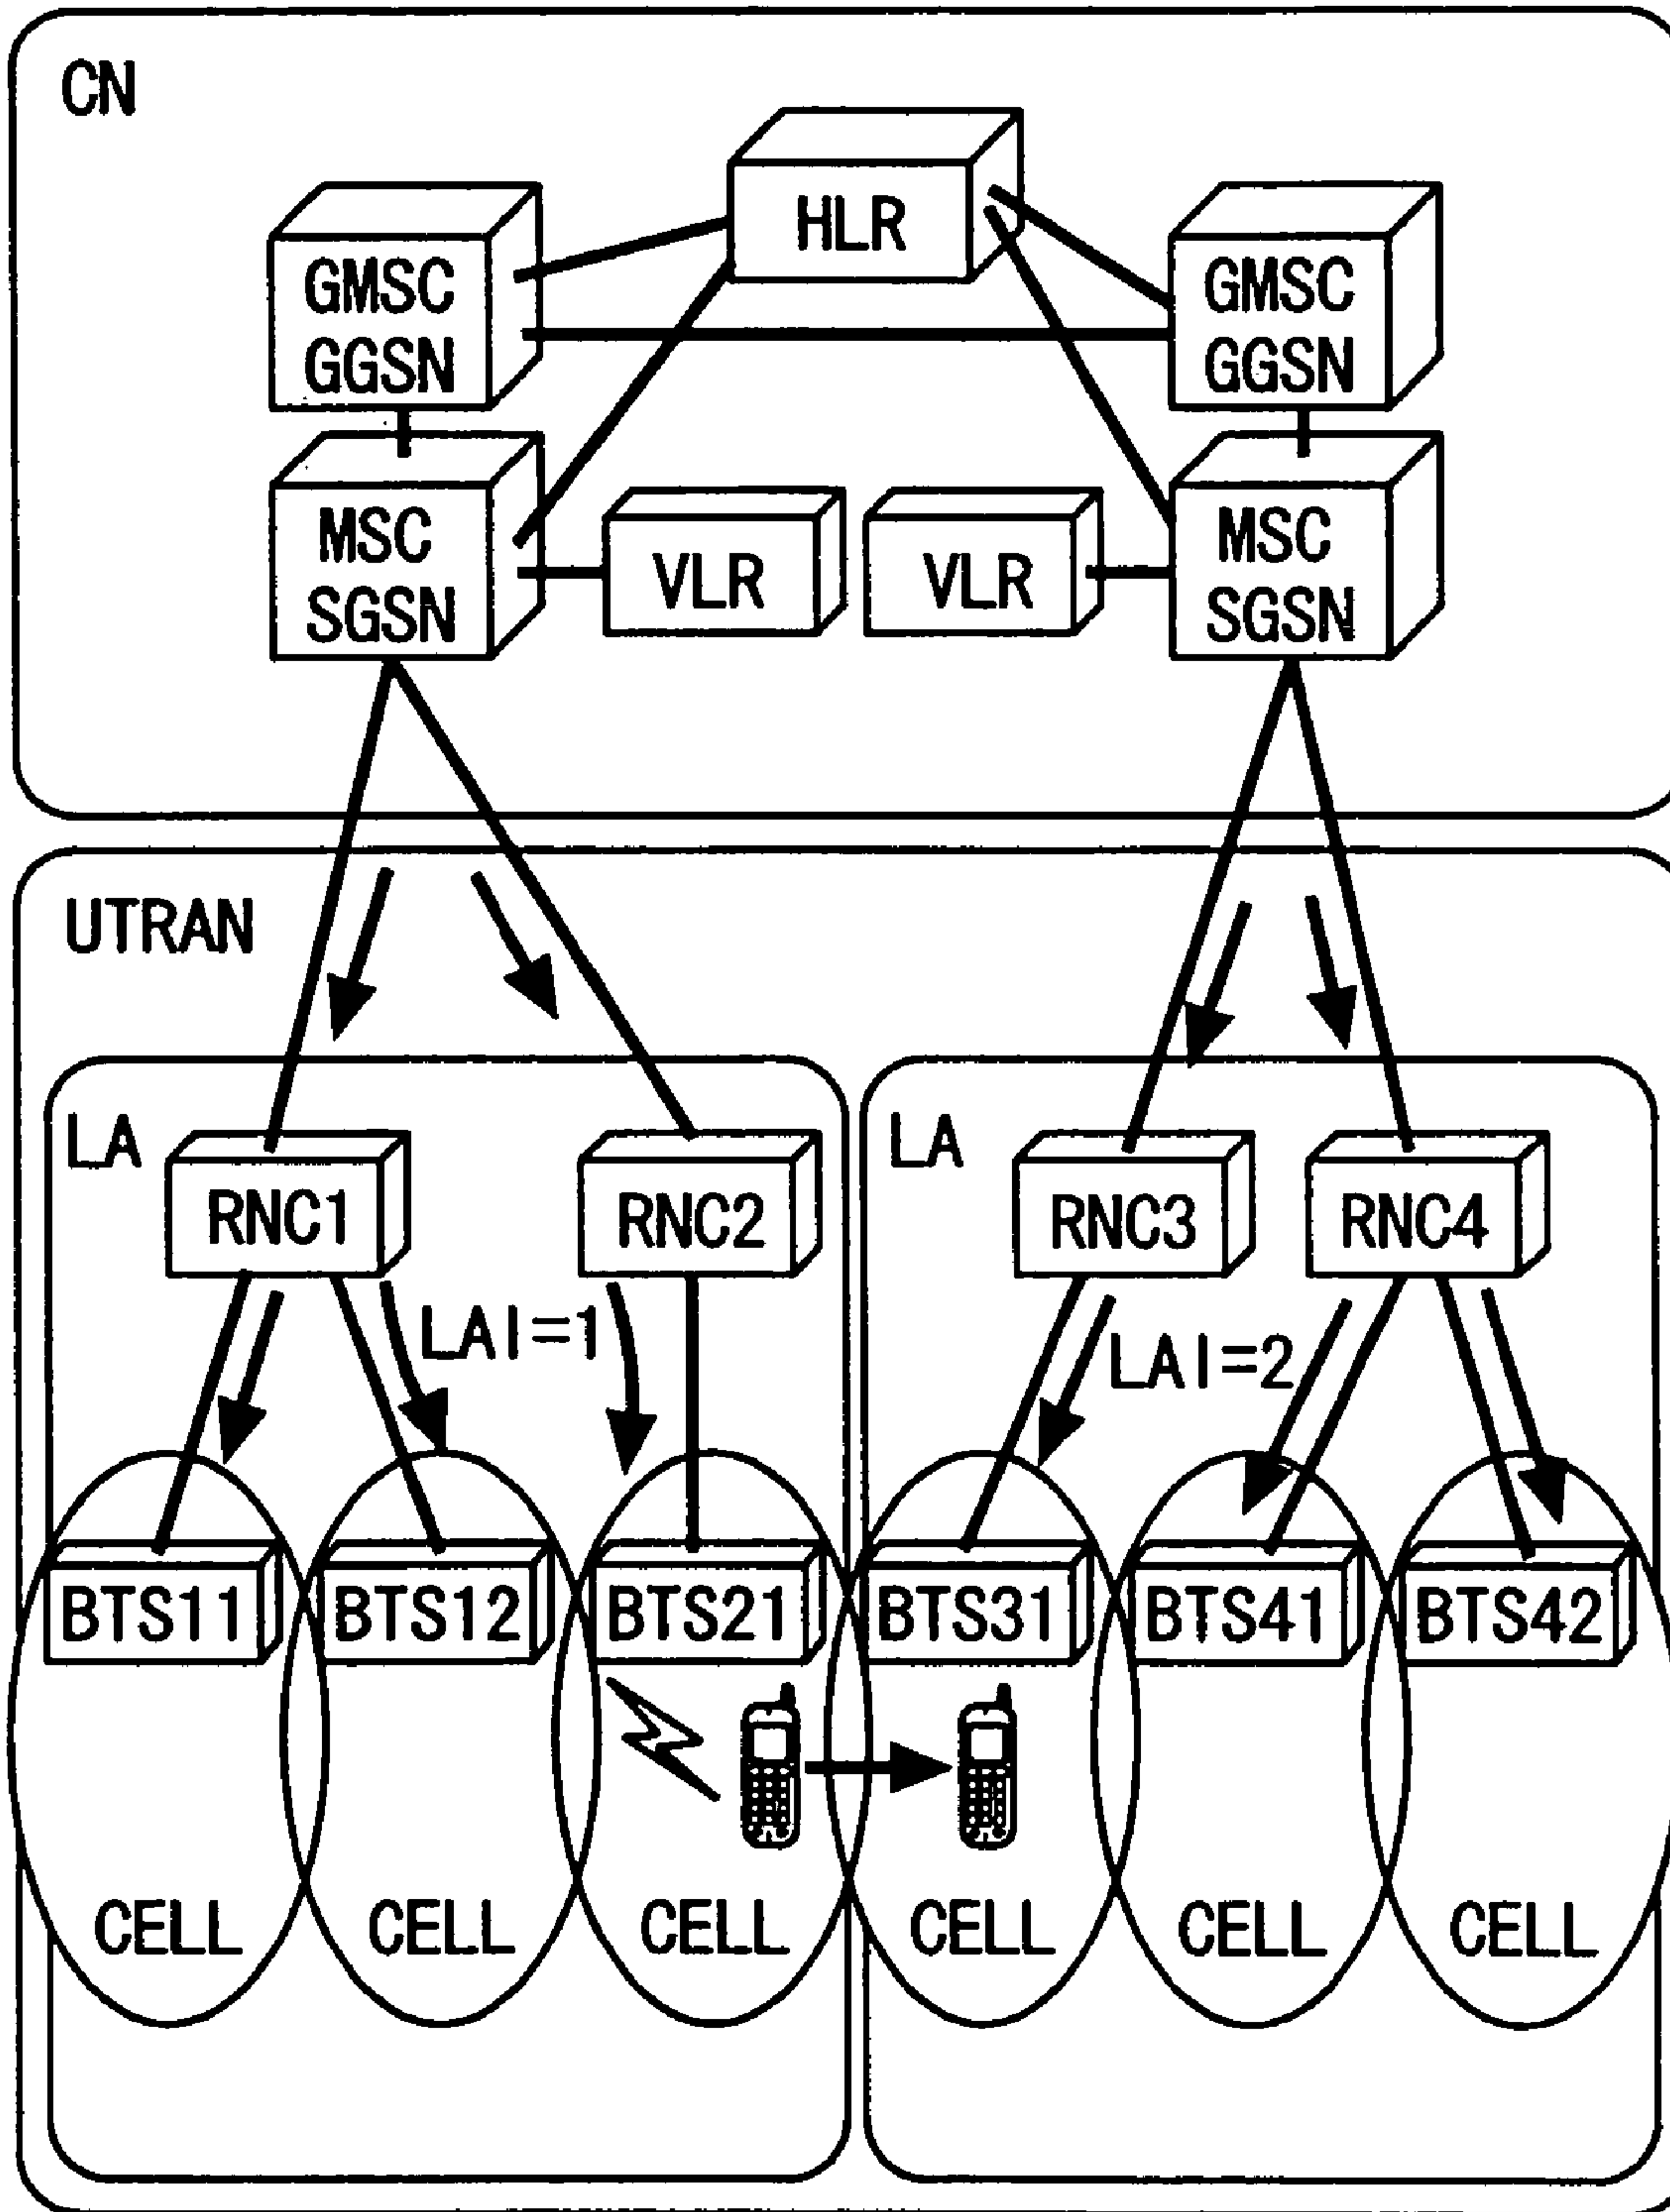 CN
HLR
GMSC
GGSN
GMSC
GGSN
MSC
SGSN
VLR
VLR
MSC
SGSN
UTRAN
LA
RNC1
RNC2
LA
RNC3
RNC4
LAI=1
LAI=2
BTS11
BTS12
BTS21
BTS31
BTS41
BTS42
CELL
CELL
CELL
CELL
CELL
CELL